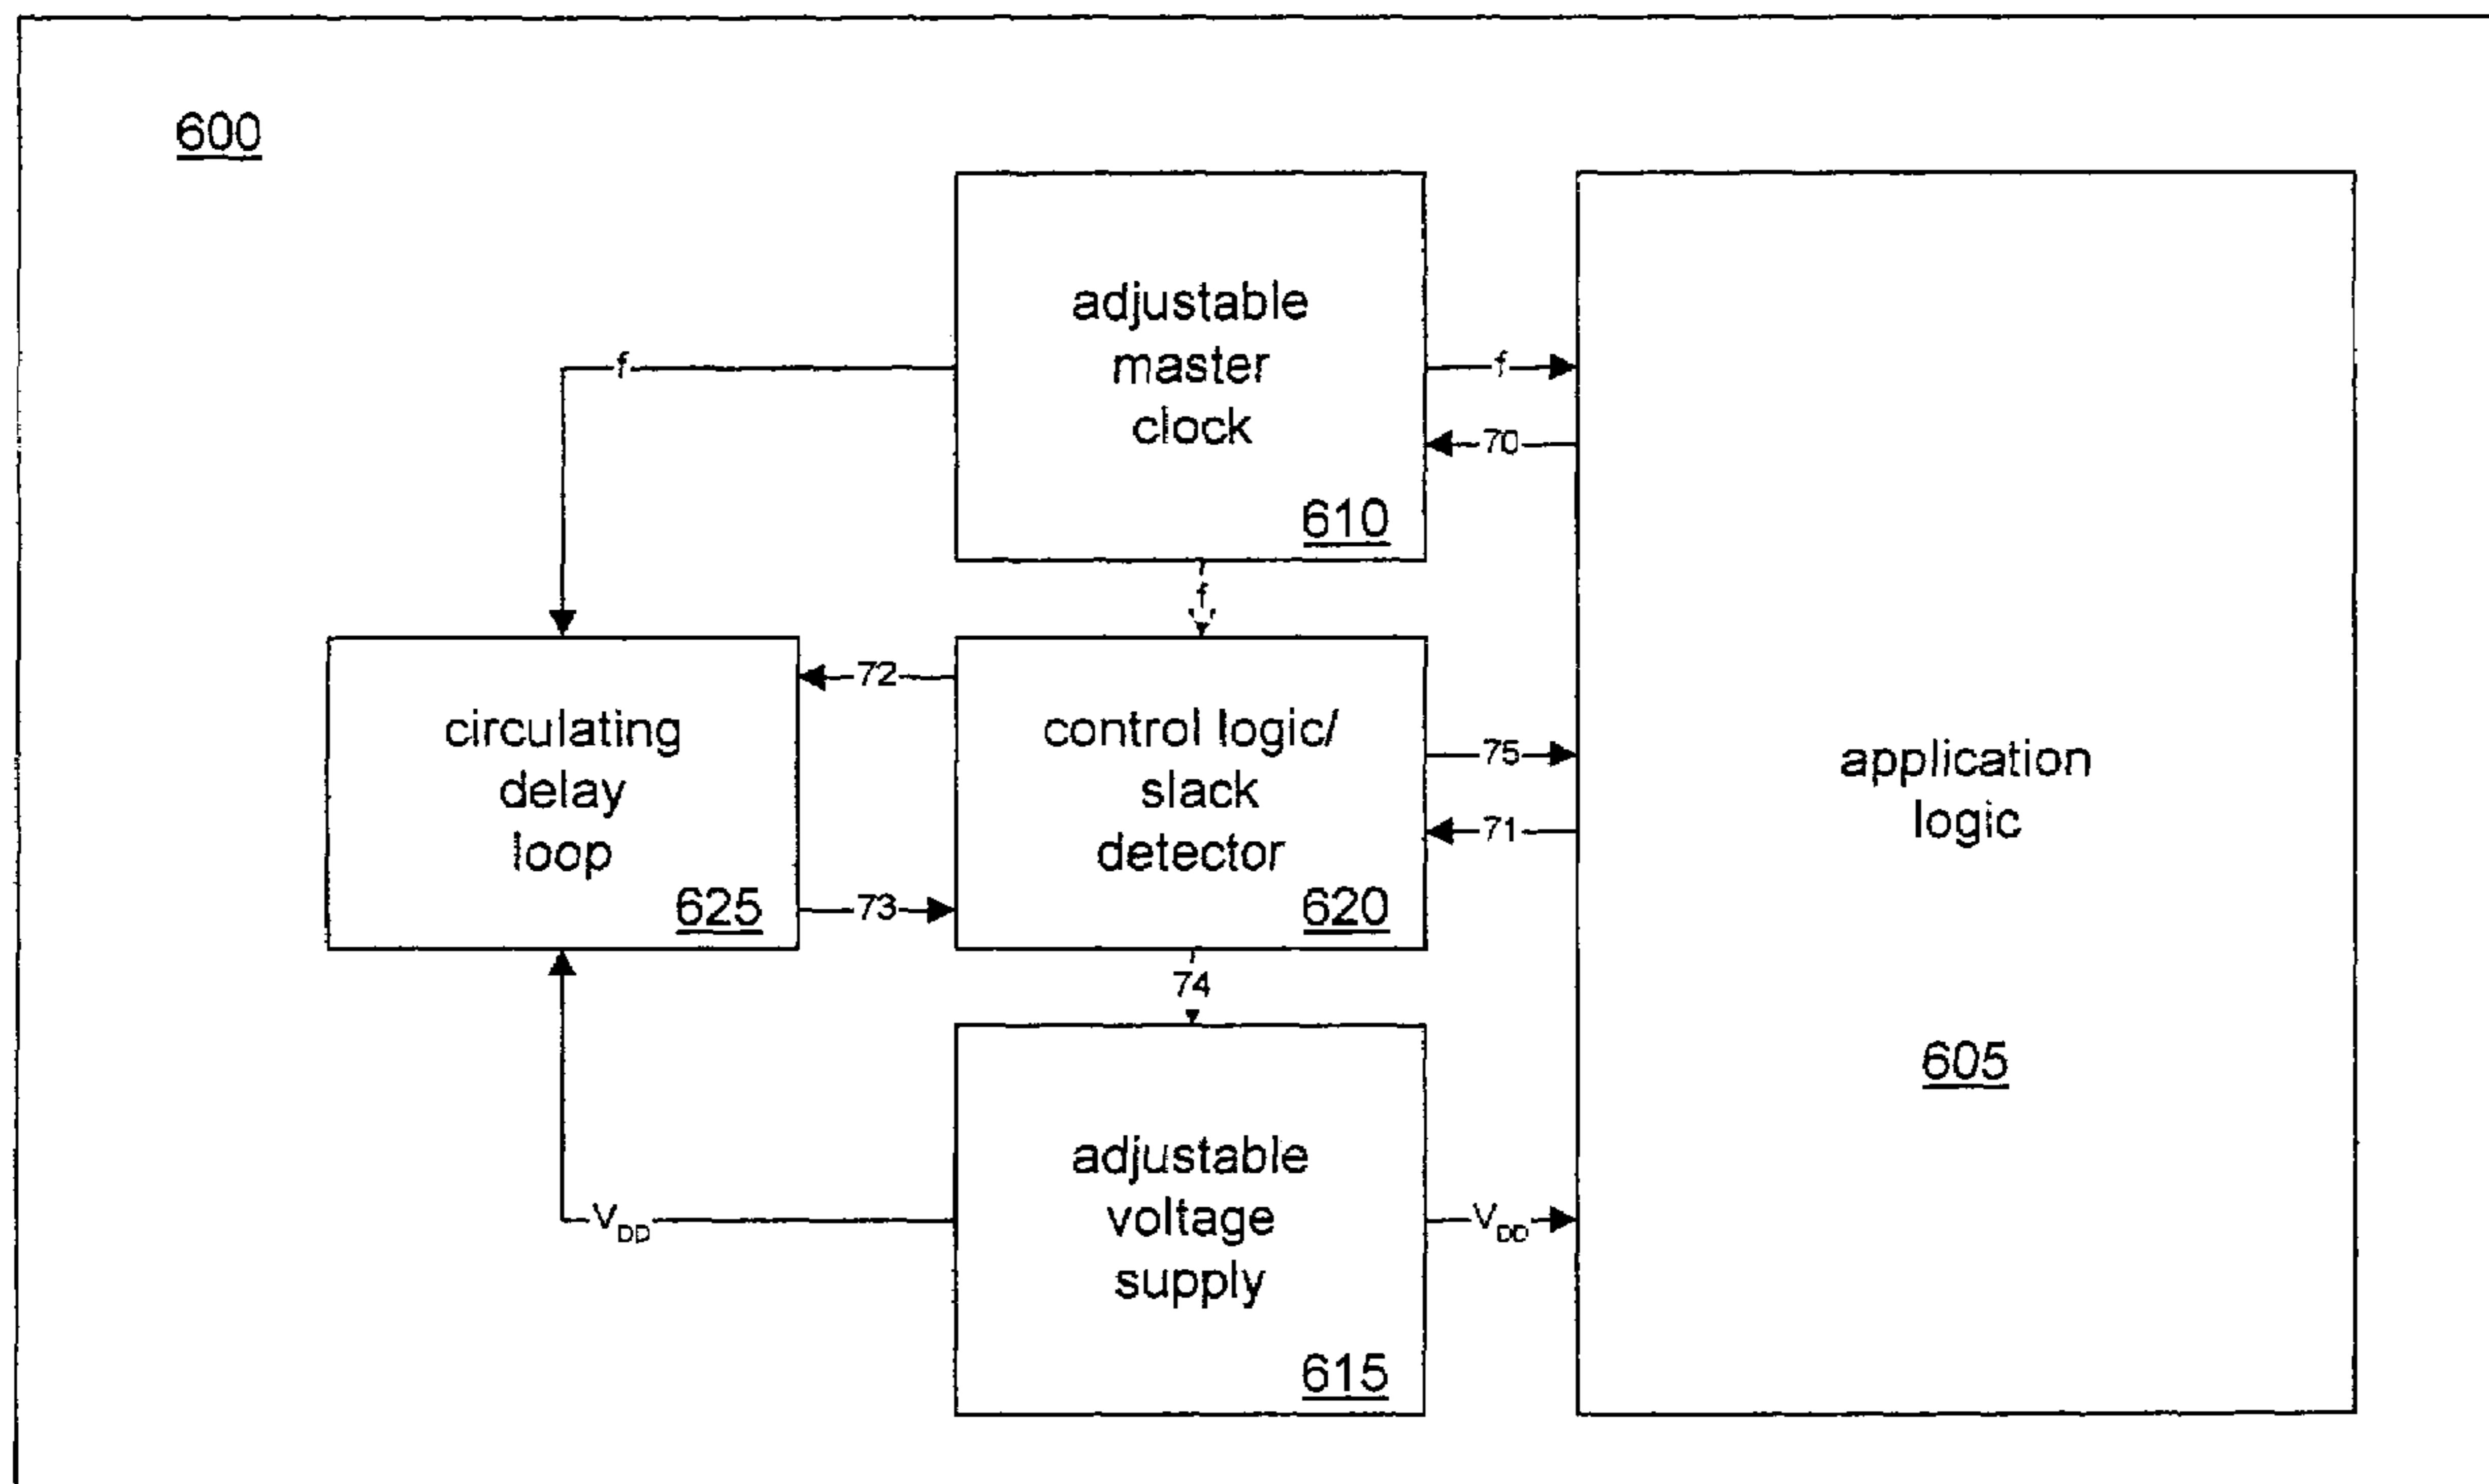 600
adjustable
master
clock
610
f
f
70
f
circulating
delay
loop
625
72
73
control logic/
slack
detector
620
75
71
74
application
logic
605
adjustable
voltage
supply
615
VDD
VDD